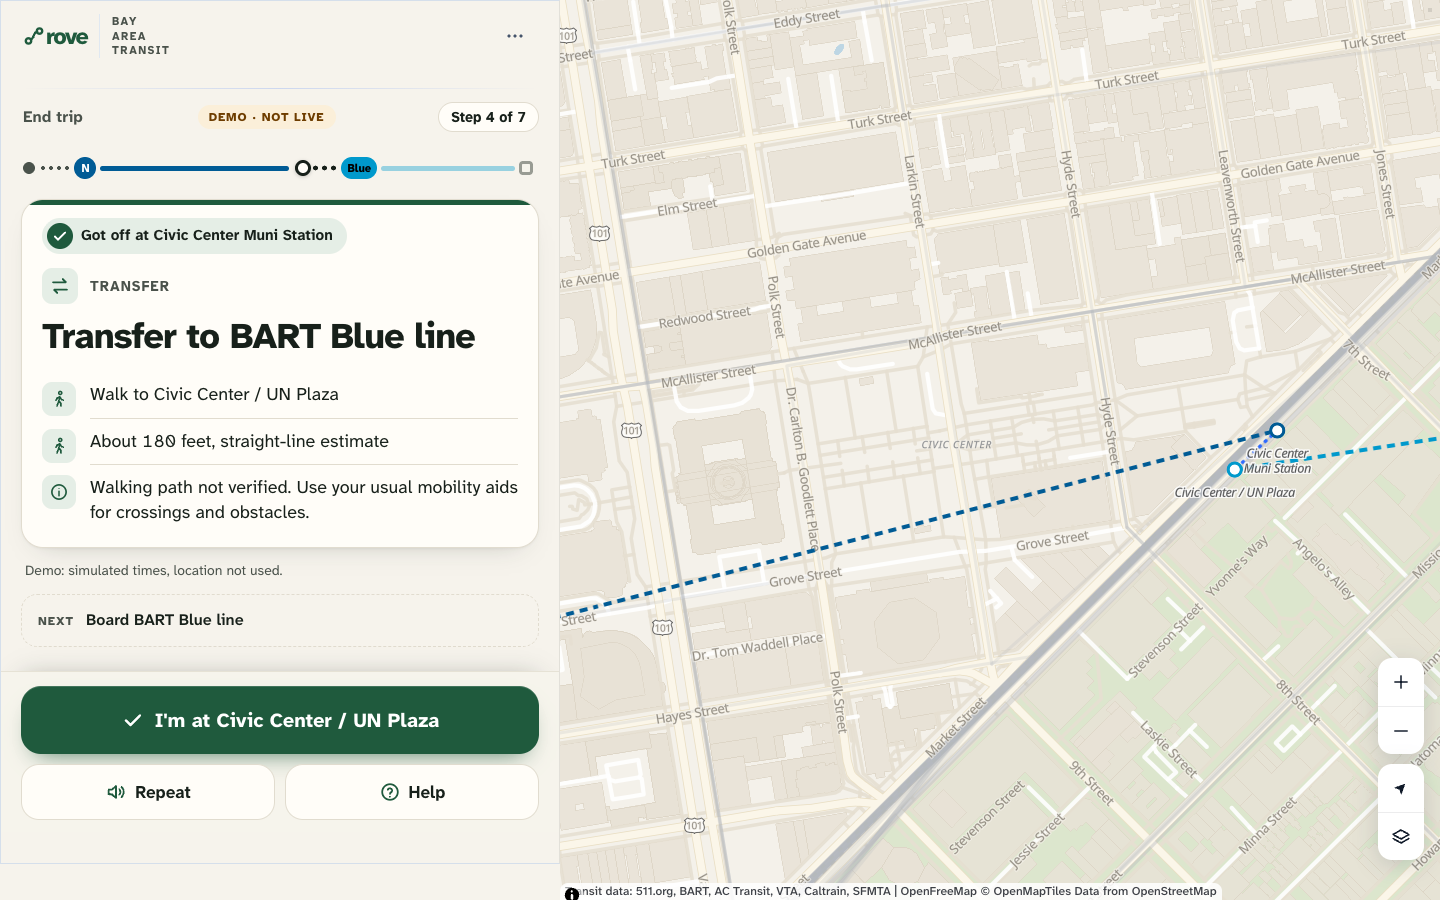 rove
BAY
AREA
TRANSIT
End trip
DEMO · NOT LIVE
Step 4 of 7
N
Blue
Got off at Civic Center Muni Station
TRANSFER
Transfer to BART Blue line
Walk to Civic Center / UN Plaza
About 180 feet, straight-line estimate
Walking path not verified. Use your usual mobility aids
for crossings and obstacles.
Demo: simulated times, location not used.
NEXT Board BART Blue line
I'm at Civic Center / UN Plaza
Repeat
Help
101
Eddy Street
Polk Street
Street
Turk Street
Turk Street
Turk Street
Turk Street
Larkin Street
Hyde Street
Leavenworth Street
Jones Street
Golden Gate Avenue
Elm Street
101
Golden Gate Avenue
te Avenue
McAllister Street
Polk Street
Redwood Street
McAllister Street
McAllister Street
7th Street
Dr. Carlton B. Goodlett Place
Hyde Street
101
CIVIC CENTER
Civic Center
Muni Station
Civic Center / UN Plaza
Grove Street
Grove Street
Street
101
Yvonne's Way
Angelo's Alley
Dr. Tom Waddell Place
Stevenson Street
Polk Street
8th Street
Hayes Street
Market Street
Laskie Street
9th Street
Stevenson Street
Jessie Street
Minna Street
101
nsit data: 511.org, BART, AC Transit, VTA, Caltrain, SFMTA | OpenFreeMap © OpenMapTiles Data from OpenStreetMap